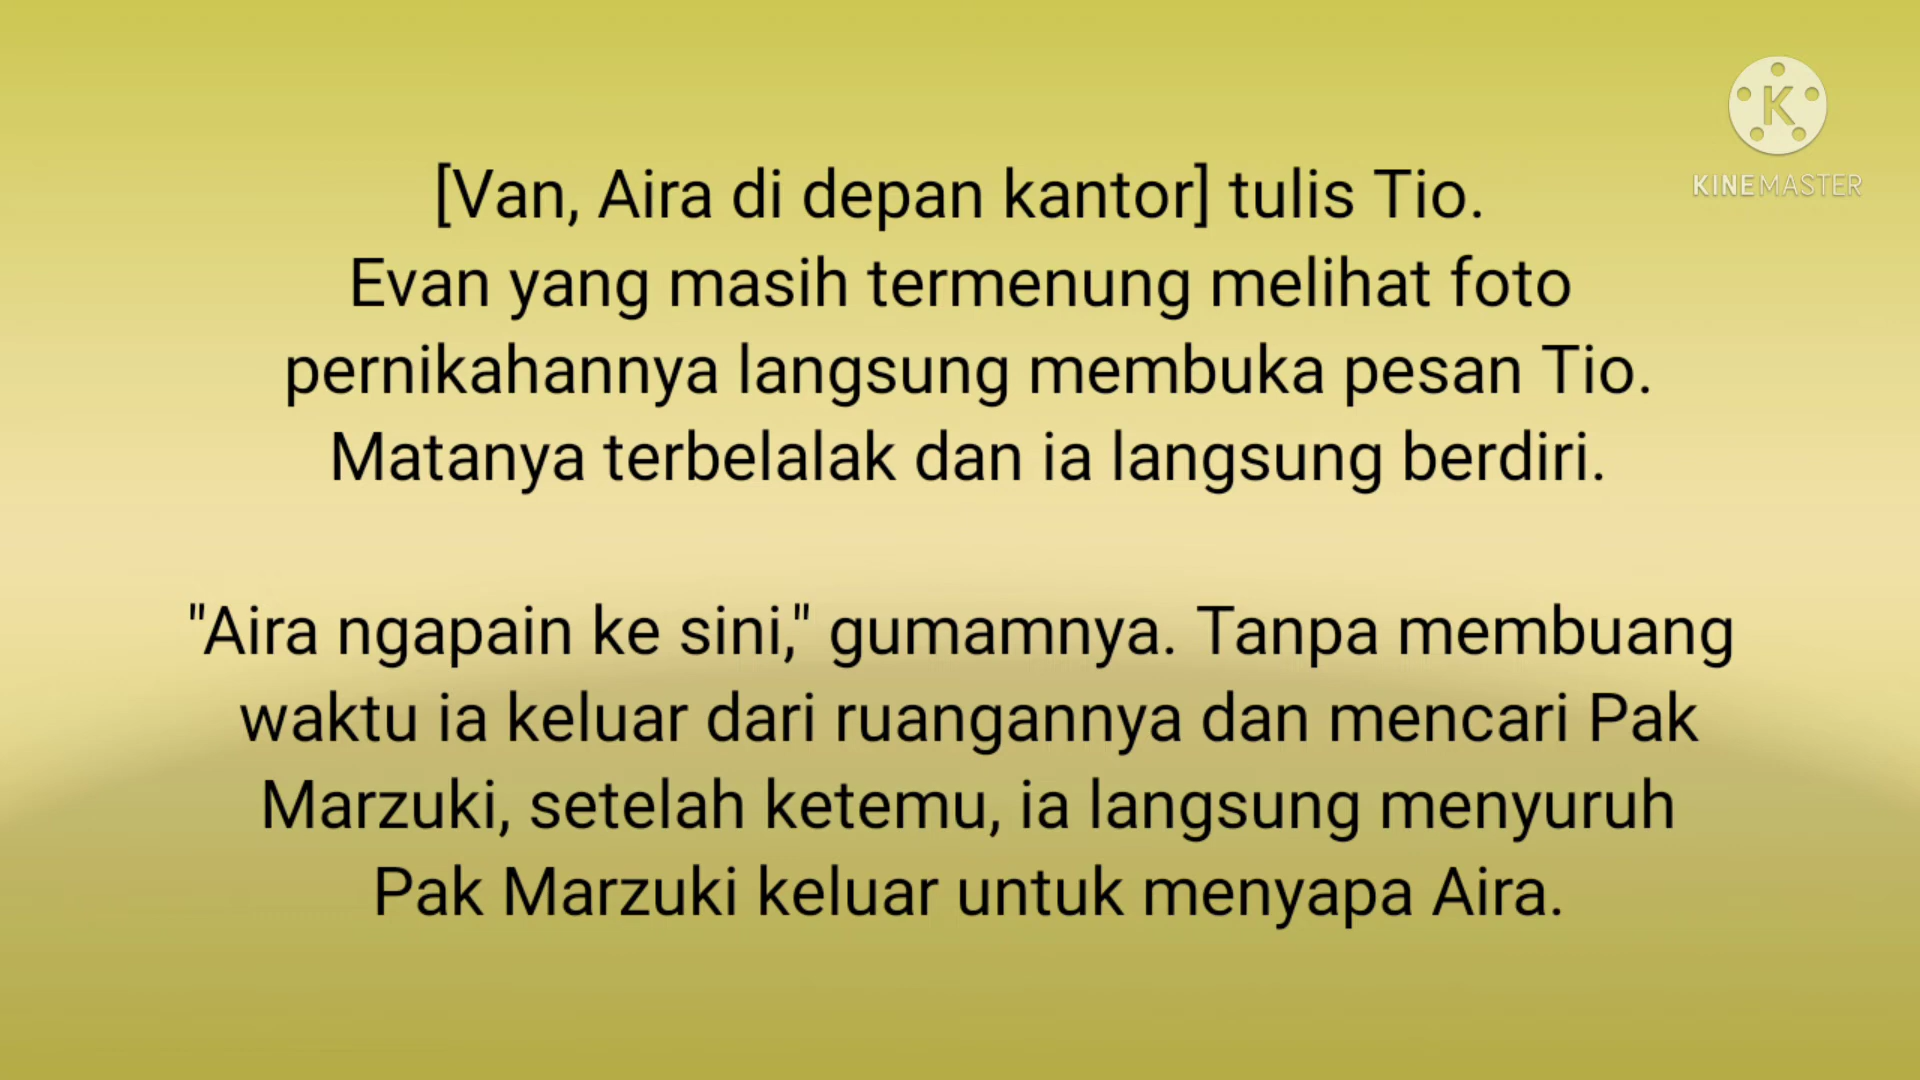 [Van, Aira di depan kantor] tulis Tio.
Evan yang masih termenung melihat foto
pernikahannya langsung membuka pesan Tio.
Matanya terbelalak dan ia langsung berdiri.
"Aira ngapain ke sini," gumamnya. Tanpa membuang
waktu ia keluar dari ruangannya dan mencari Pak
Marzuki, setelah ketemu, ia langsung menyuruh
Pak Marzuki keluar untuk menyapa Aira.
K
KINEMASTER